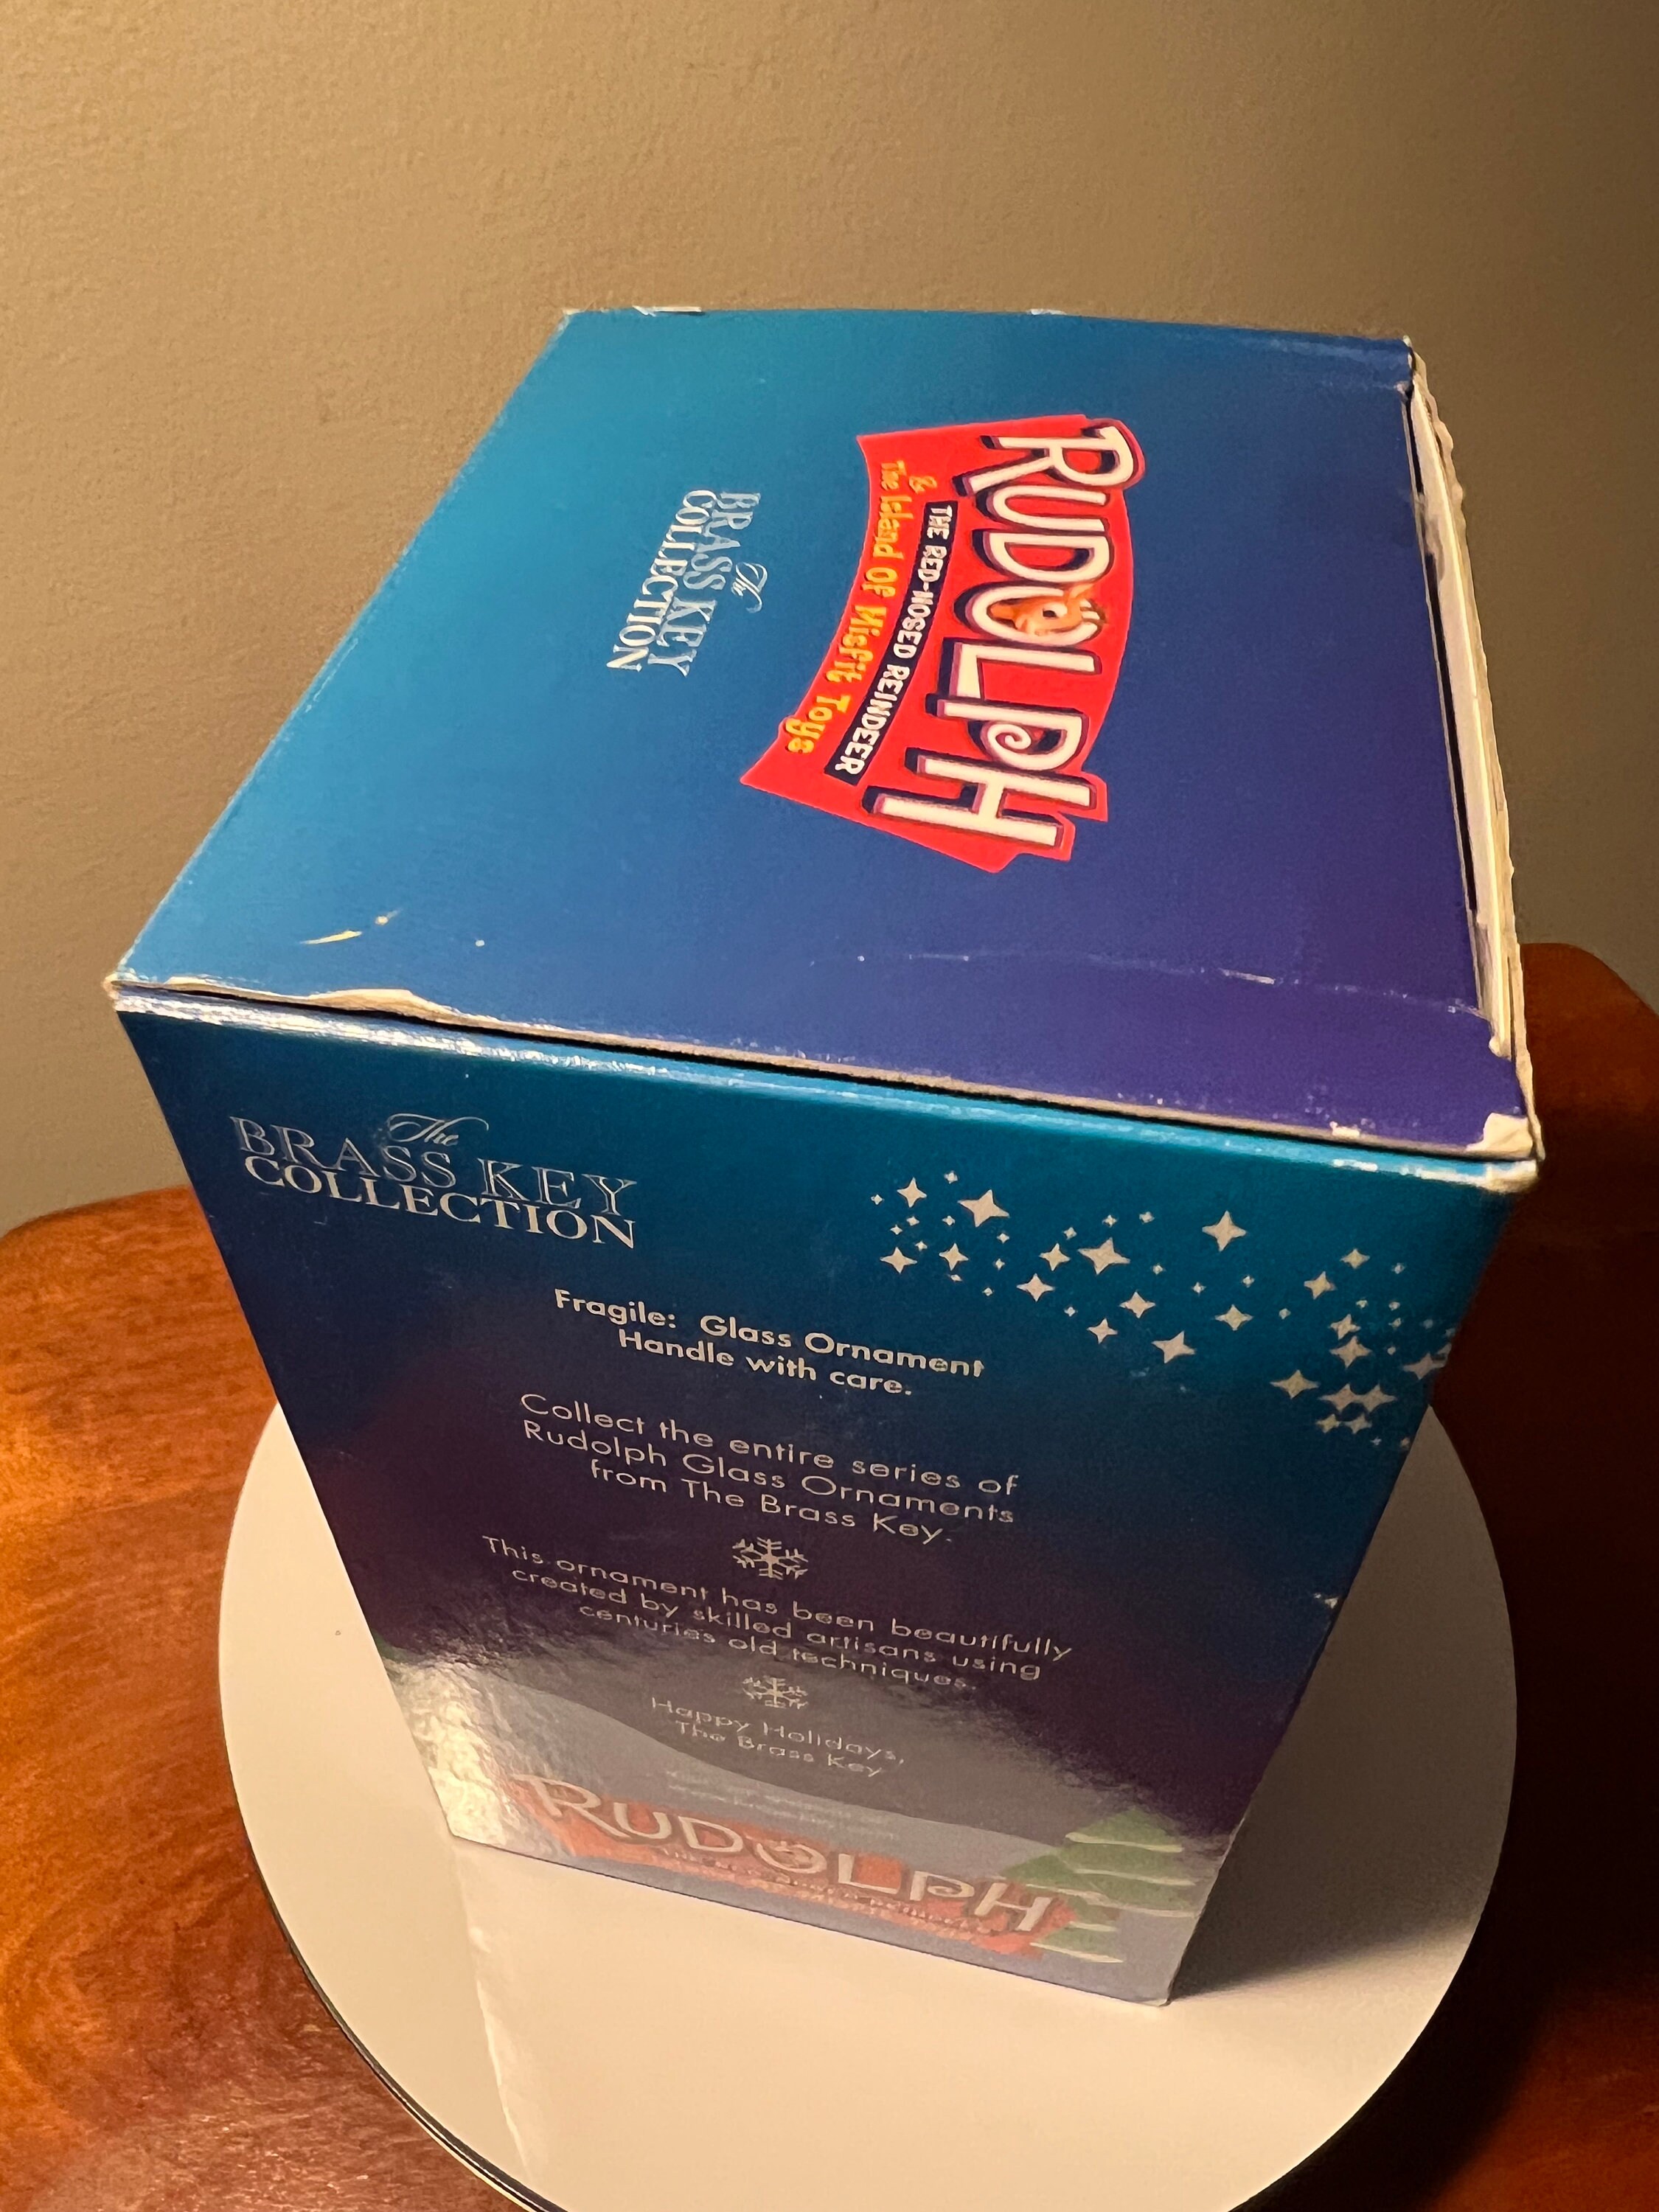 RUDOLPH
THE RED-NOSED REINDEER
& The Island Of Misfit Toys
The
BRASS KEY
COLLECTION
The
BRASS KEY
COLLECTION
Fragile: Glass Ornament
Handle with care.
Collect the entire series of
Rudolph Glass Ornaments
from The Brass Key.
This ornament has been beautifully
created by skilled artisans using
centuries old techniques.
Happy Holidays,
The Brass Key
RUDOLPH